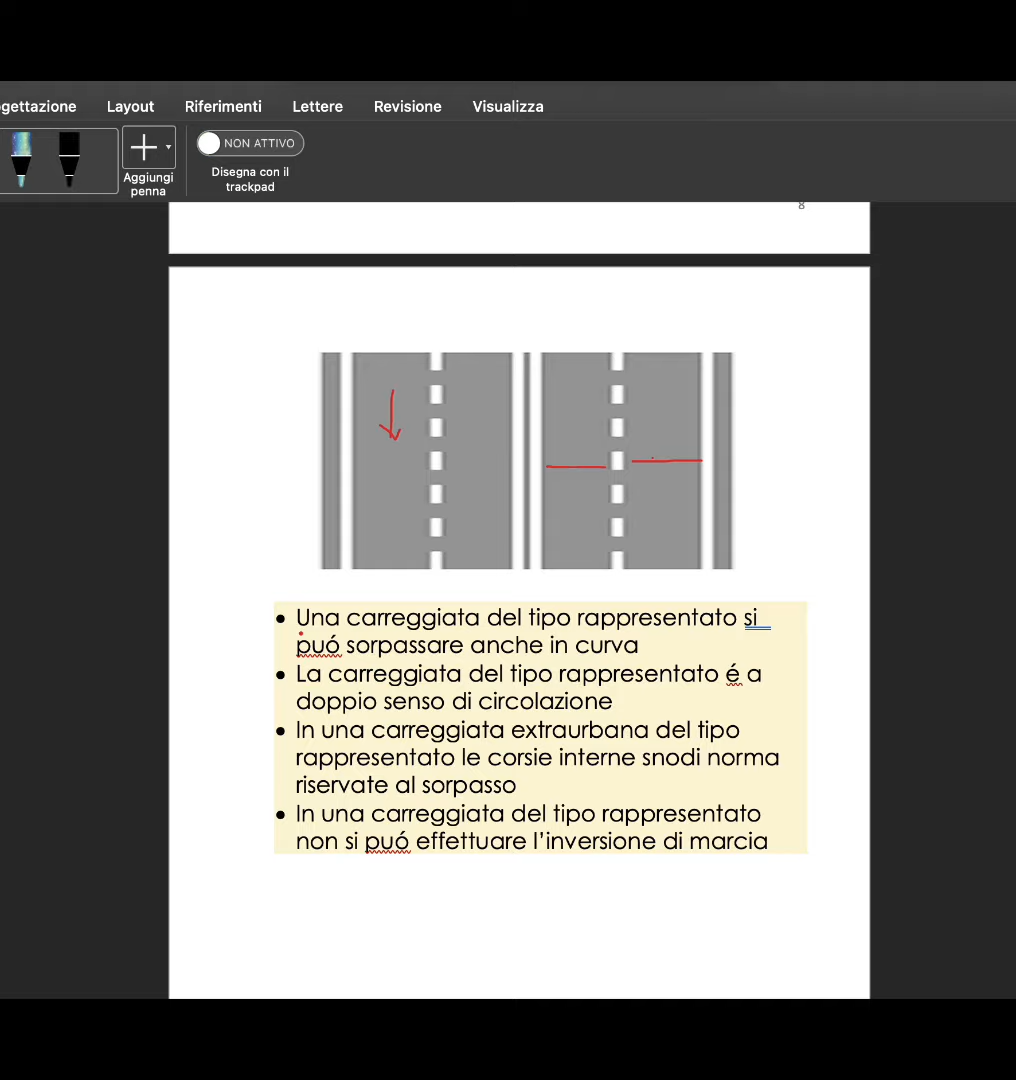 gettazione Layout Riferimenti Lettere Revisione Visualizza
NON ATTIVO
Aggiungi
penna
Disegna con il
trackpad
8
• Una carreggiata del tipo rappresentato si
puó sorpassare anche in curva
• La carreggiata del tipo rappresentato é a
doppio senso di circolazione
• In una carreggiata extraurbana del tipo
rappresentato le corsie interne snodi norma
riservate al sorpasso
• In una carreggiata del tipo rappresentato
non si puó effettuare l'inversione di marcia